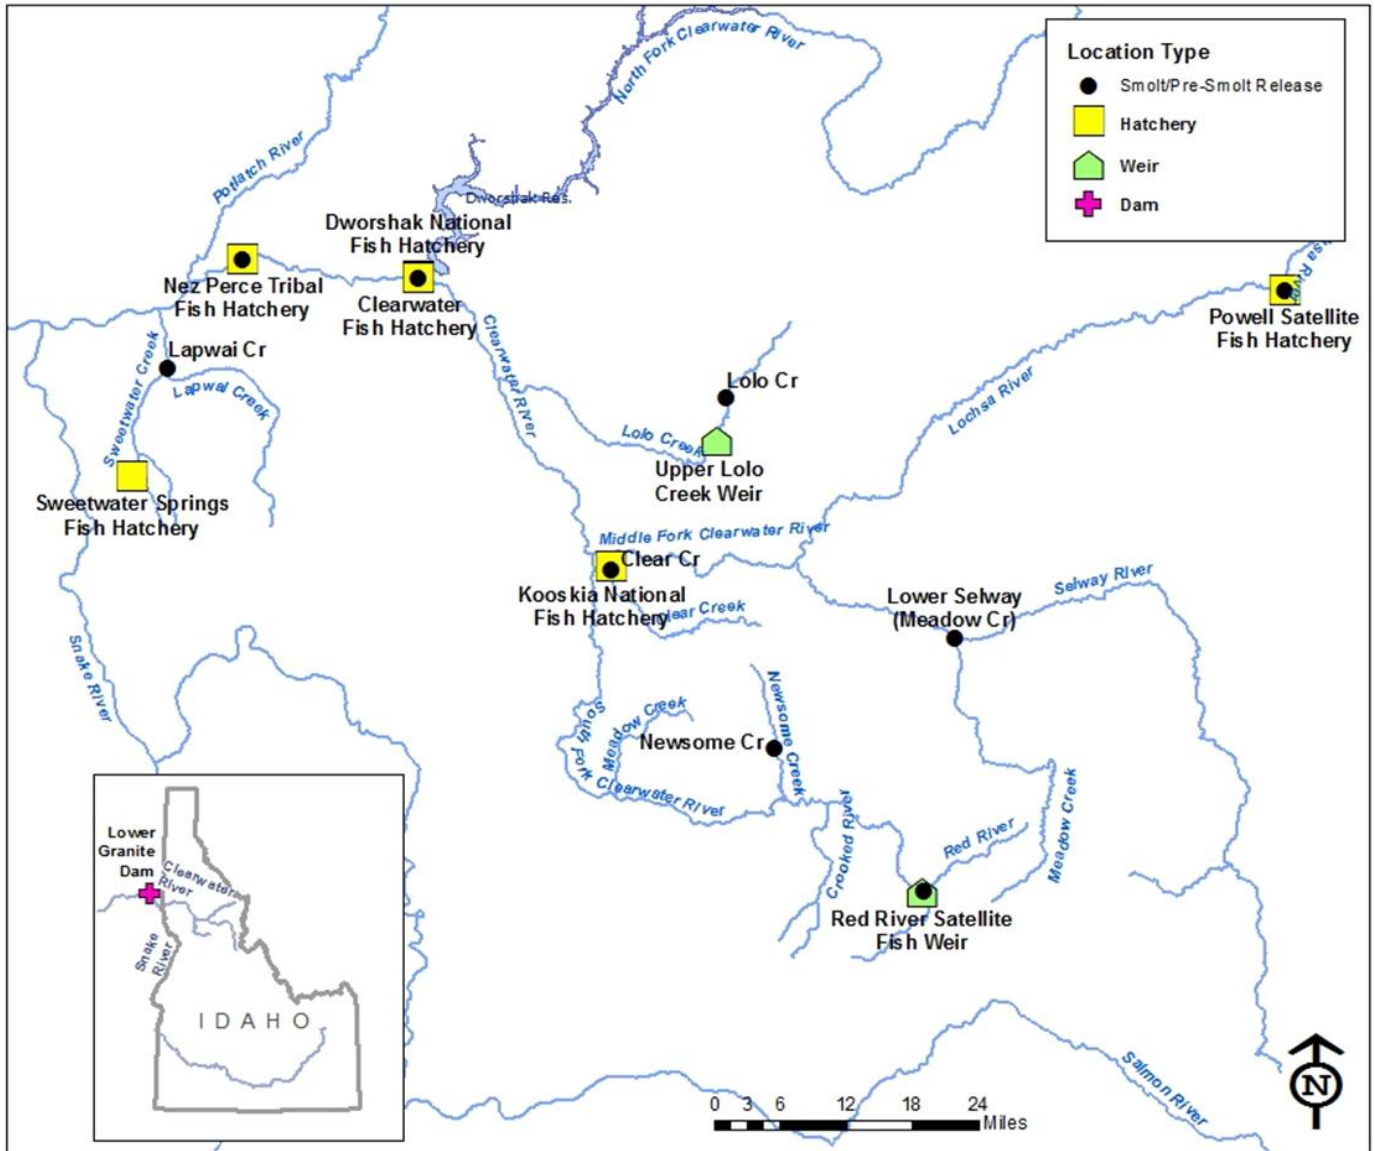 North Fork Clearwater River
Location Type
Smolt/Pre-Smolt Release
Hatchery
Weir
Dam
Potlatch River
Dworshak Res.
Dworshak National
Fish Hatchery
Nez Perce Tribal
Fish Hatchery
Clearwater
Fish Hatchery
Powell Satellite
Fish Hatchery
Clearwater River
Sweetwater Creek
Lapwai Cr
Lapwai Creek
Lolo Cr
Lochsa River
Lolo Creek
Upper Lolo
Creek Weir
Sweetwater Springs
Fish Hatchery
Middle Fork Clearwater River
Clear Cr
Kooskia National
Fish Hatchery
Clear Creek
Lower Selway
(Meadow Cr)
Selway River
Snake River
South Fork Clearwater River
Meadow Creek
Newsome Cr
Newsome Creek
Crooked River
Red River
Meadow Creek
Red River Satellite
Fish Weir
Lower
Granite
Dam
Clearwater
River
Snake
River
IDAHO
Salmon River
0 3 6 12 18 24
Miles
N